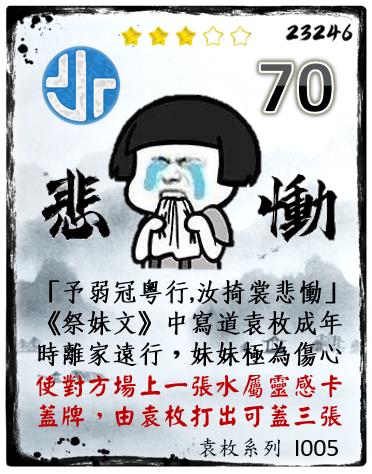 23246
70
悲慟
「予弱冠粵行,汝掎裳悲慟」
《祭妹文》中寫道袁枚成年
時離家遠行，妹妹極為傷心
使對方場上一張水屬靈感卡
蓋牌，由袁枚打出可蓋三張
袁枚系列 I005